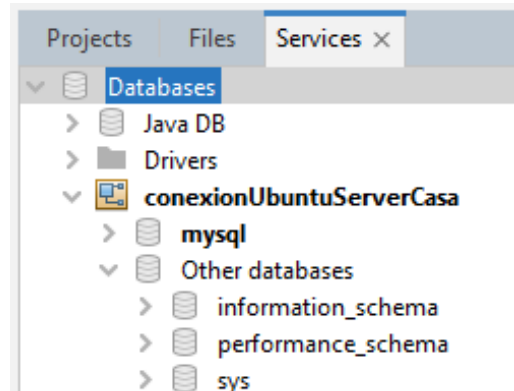 Projects Files Services
Databases
Java DB
Drivers
conexionUbuntuServerCasa
mysql
Other databases
information_schema
performance_schema
sys